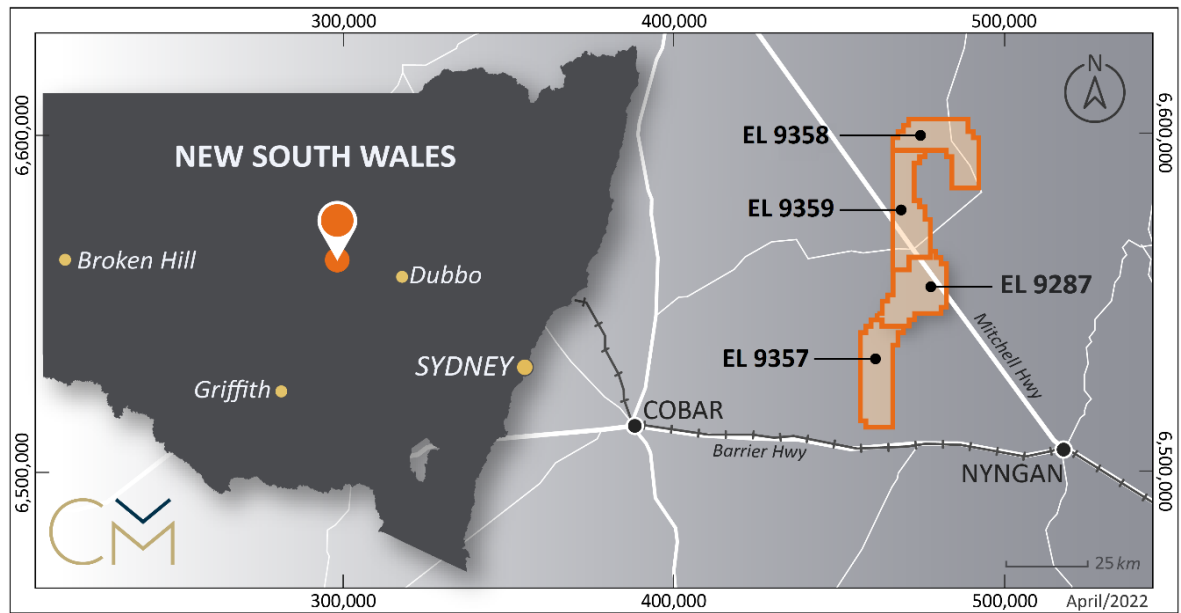 300,000
400,000
500,000
6,600,000
6,600,000
N
NEW SOUTH WALES
Broken Hill
Dubbo
SYDNEY
Griffith
EL 9358
EL 9359
EL 9287
EL 9357
Mitchell Hwy
COBAR
Barrier Hwy
NYNGAN
6,500,000
6,500,000
CM
25 km
300,000
400,000
500,000
April/2022